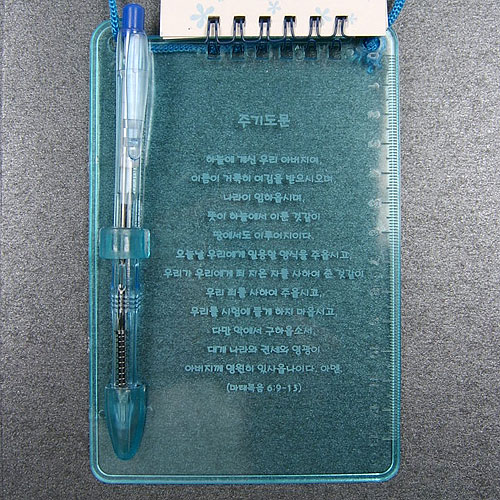 주기도문
하늘에 계신 우리 아버지여,
이름이 거룩히 여김을 받으시오며
나라이 임하옵시며,
뜻이 하늘에서 이룬 것같이
땅에서도 이루어지이다.
오늘날 우리에게 일용할 양식을 주옵시고,
우리가 우리에게 죄 지은 자를 사하여 준 것같이
우리 죄를 사하여 주옵시고,
우리를 시험에 들게 하지 마옵시고,
다만 악에서 구하옵소서.
대개 나라와 권세와 영광이
아버지께 영원히 있사옵나이다. 아멘.
(마태복음 6:9-13)